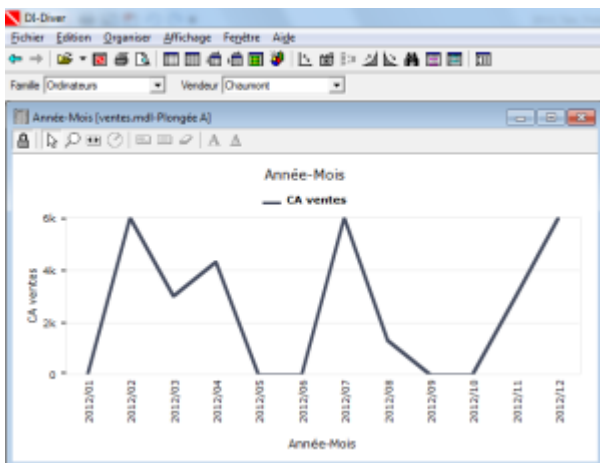 DI-Diver
Fichier Edition Organiser Affichage Fenêtre Aide
Famille Ordinateurs Vendeur Chaumont
Année-Mois [ventes.mdl-Plongée A]
A A
Année-Mois
CA ventes
6k
4k
2k
0
CA ventes
2012/01 2012/02 2012/03 2012/04 2012/05 2012/06 2012/07 2012/08 2012/09 2012/10 2012/11 2012/12
Année-Mois